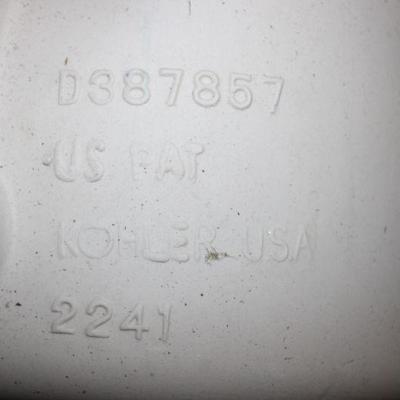 D387857
US PAT
KOHLER USA
2241